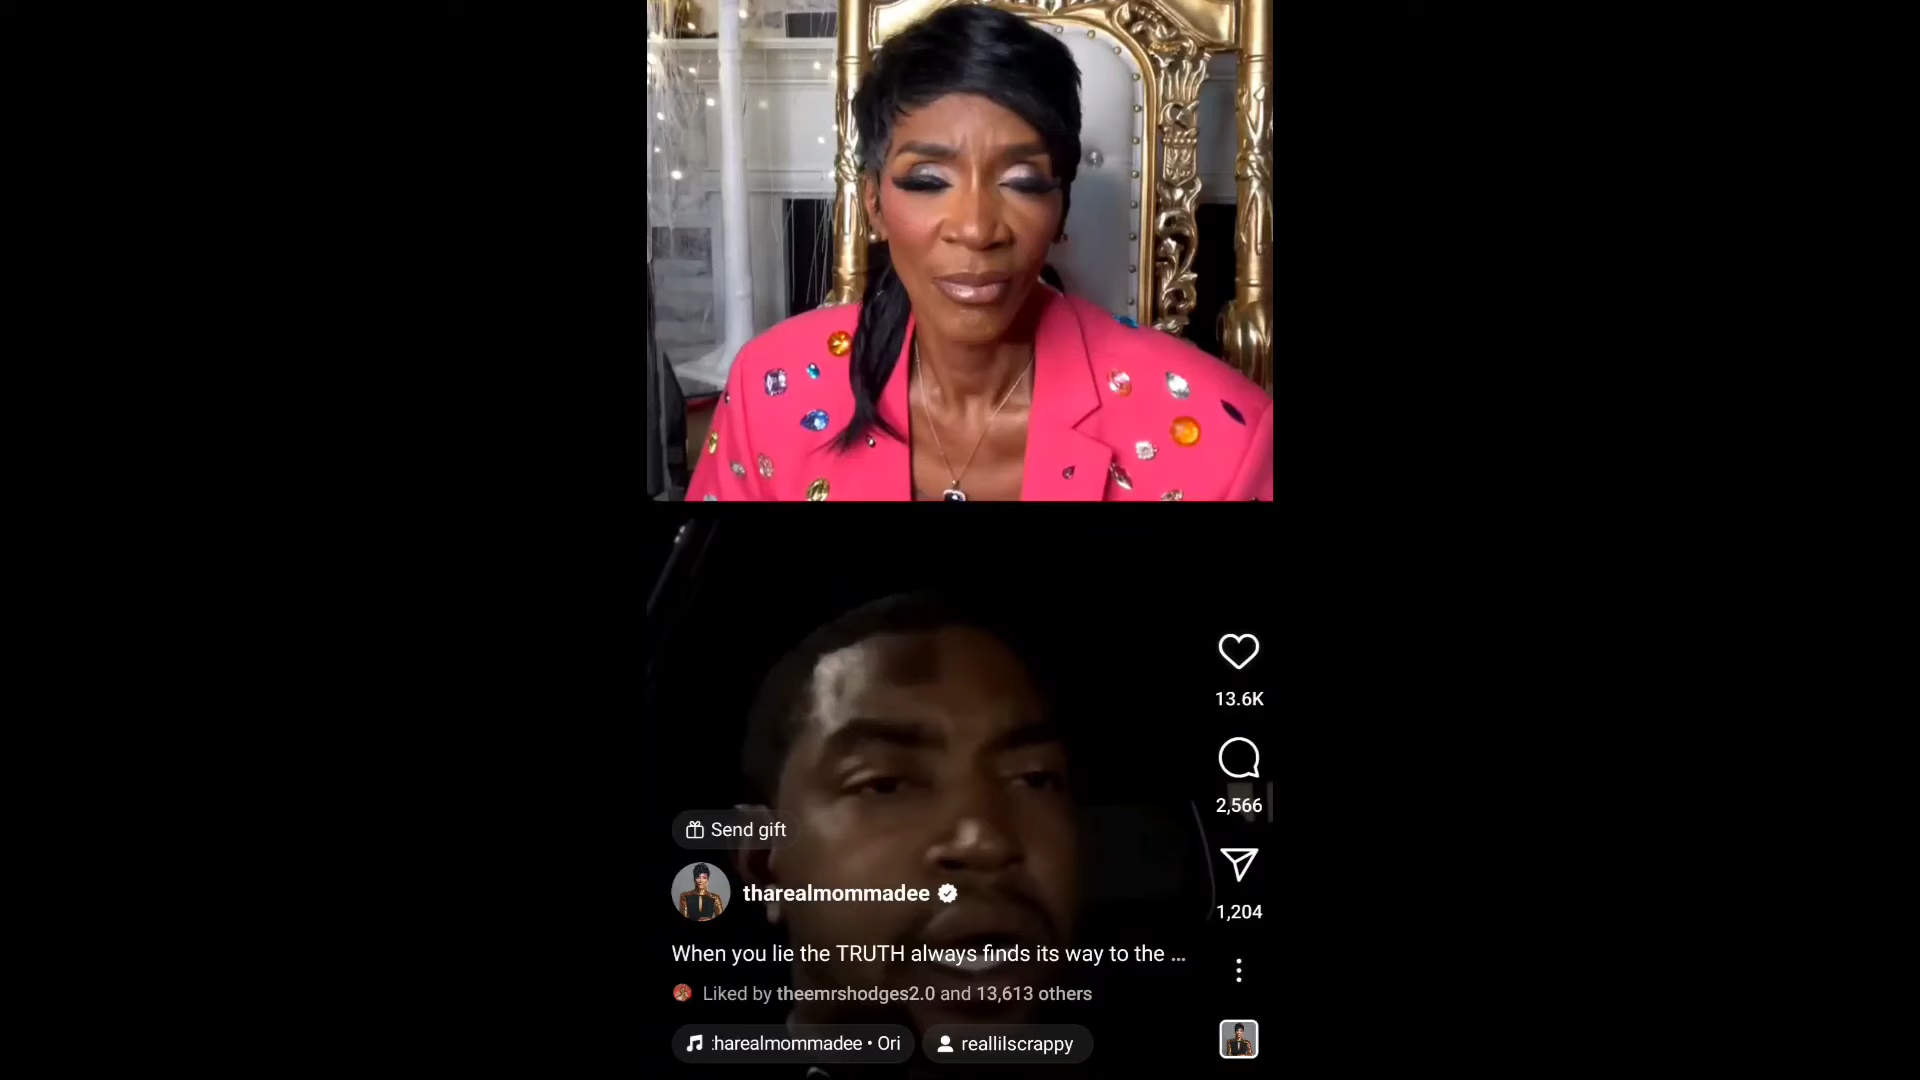 13.6K
2,566
Send gift
tharealmommadee
1,204
When you lie the TRUTH always finds its way to the ...
Liked by theemrshodges2.0 and 13,613 others
:harealmommadee • Ori
reallilscrappy